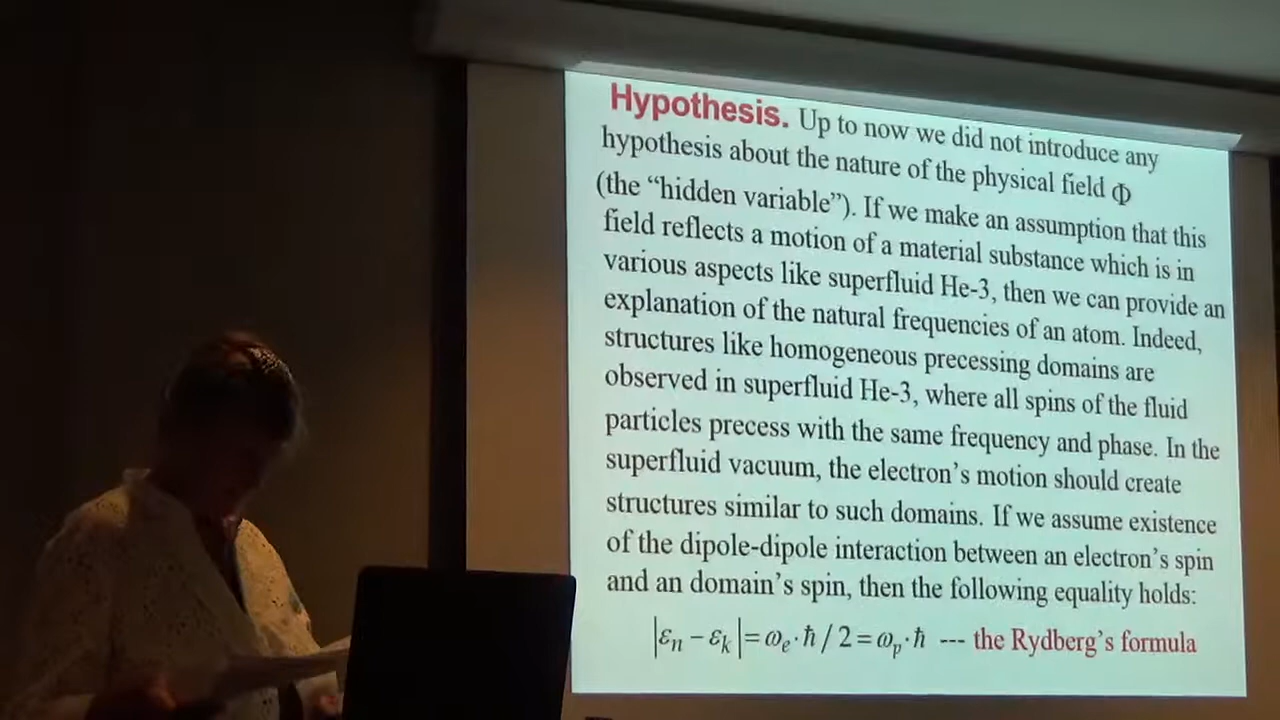 Hypothesis. Up to now we did not introduce any
hypothesis about the nature of the physical field Φ
(the “hidden variable”). If we make an assumption that this
field reflects a motion of a material substance which is in
various aspects like superfluid He-3, then we can provide an
explanation of the natural frequencies of an atom. Indeed,
structures like homogeneous precessing domains are
observed in superfluid He-3, where all spins of the fluid
particles precess with the same frequency and phase. In the
superfluid vacuum, the electron’s motion should create
structures similar to such domains. If we assume existence
of the dipole-dipole interaction between an electron’s spin
and an domain’s spin, then the following equality holds:
|εₙ − εₖ| = ωₑ · ħ / 2 = ωₚ · ħ --- the Rydberg’s formula